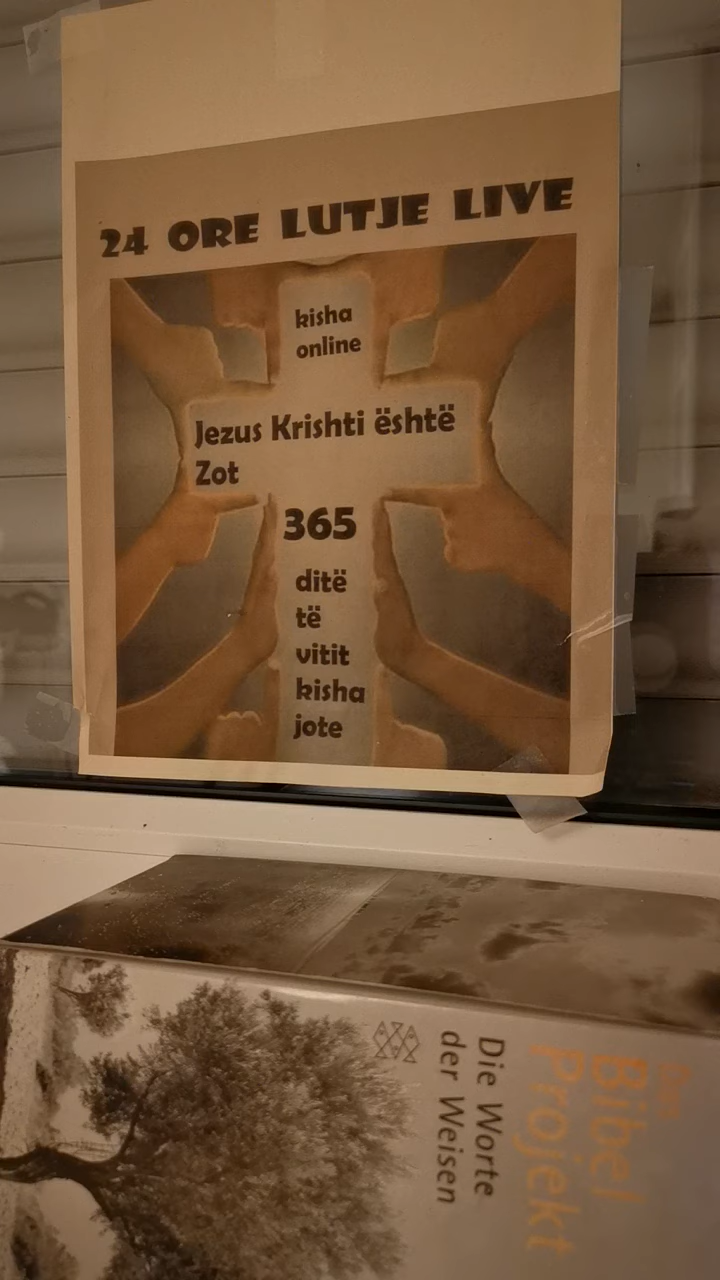 24 ORE LUTJE LIVE
kisha
online
Jezus Krishti është
Zot
365
ditë
të
vitit
kisha
jote
Das
Bibel
Projekt
Die Worte
der Weisen